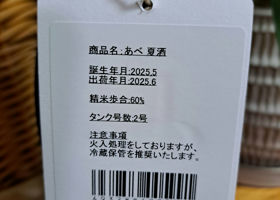 商品名:あべ 夏酒
誕生年月:2025,5
出荷年月:2025,6
精米歩合:60%
タンク号数:2号
注意事項
火入処理をしておりますが、
冷蔵保管を推奨いたします。